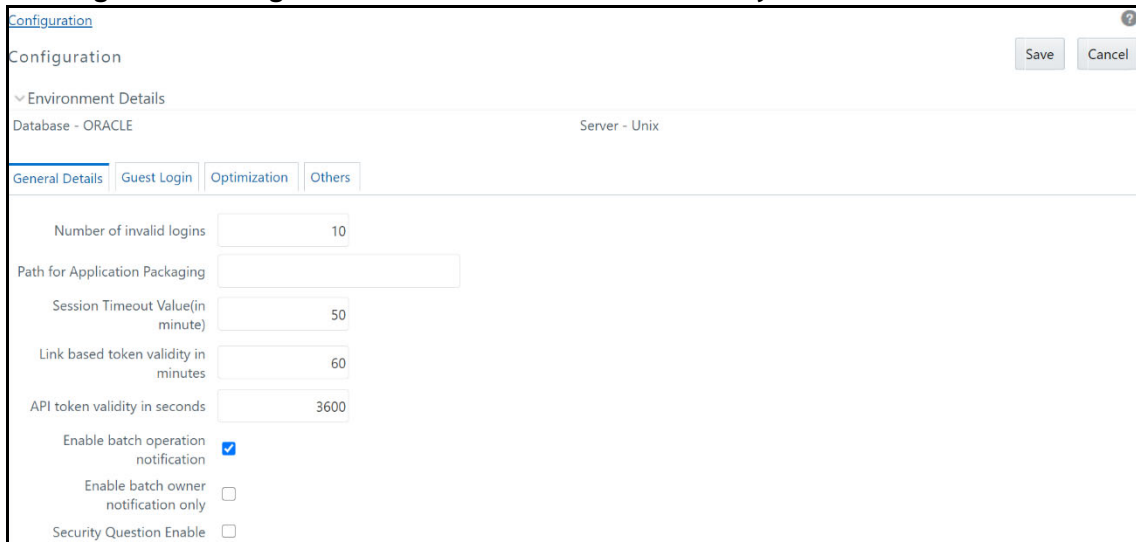 Configuration
Configuration
Save Cancel
Environment Details
Database - ORACLE Server - Unix
General Details Guest Login Optimization Others
Number of invalid logins 10
Path for Application Packaging
Session Timeout Value(in
minute) 50
Link based token validity in
minutes 60
API token validity in seconds 3600
Enable batch operation
notification
Enable batch owner
notification only
Security Question Enable